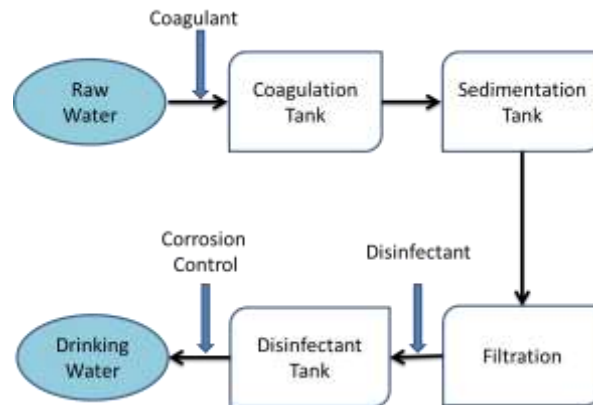 Coagulant
Raw
Water
Coagulation
Tank
Sedimentation
Tank
Corrosion
Control
Disinfectant
Drinking
Water
Disinfectant
Tank
Filtration